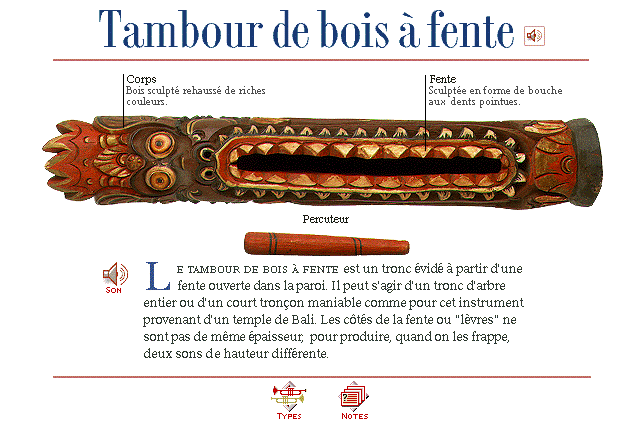 Tambour de bois à fente
Corps
Bois sculpté rehaussé de riches
couleurs.
Fente
Sculptée en forme de bouche
aux dents pointues.
Percuteur
Son
LE TAMBOUR DE BOIS À FENTE est un tronc évidé à partir d'une
fente ouverte dans la paroi. Il peut s'agir d'un tronc d'arbre
entier ou d'un court tronçon maniable comme pour cet instrument
provenant d'un temple de Bali. Les côtés de la fente ou "lèvres" ne
sont pas de même épaisseur, pour produire, quand on les frappe,
deux sons de hauteur différente.
TYPES
NOTES